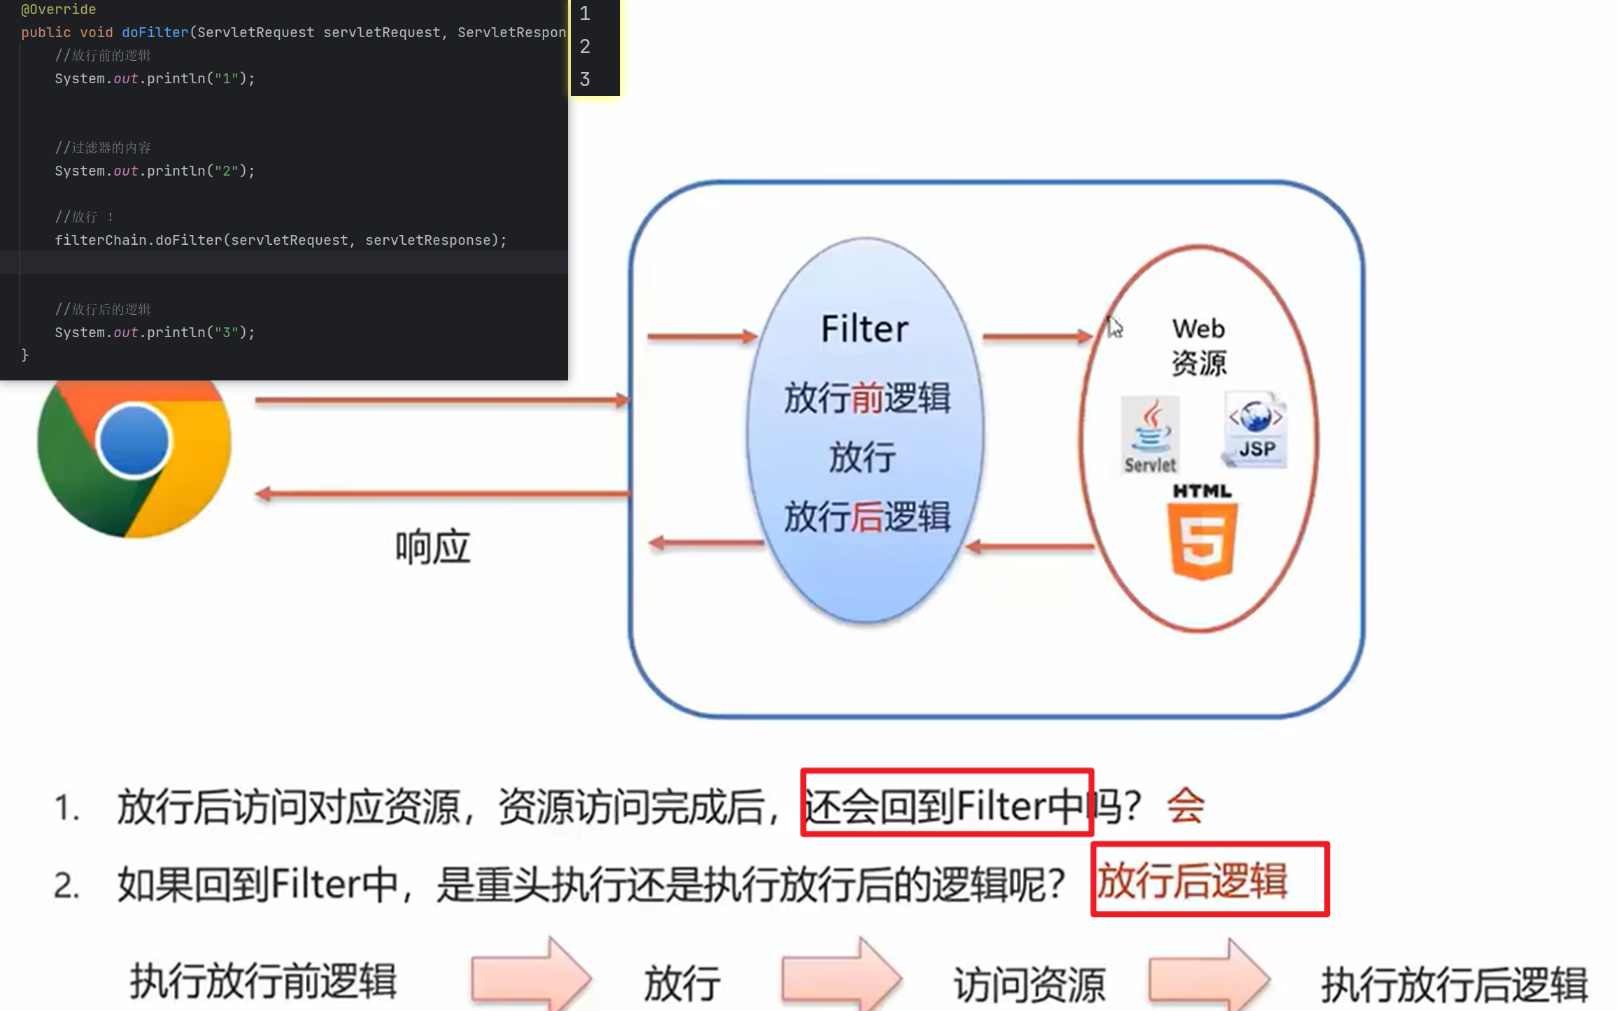 @Override
public void doFilter(ServletRequest servletRequest, ServletRespon
//放行前的逻辑
System.out.println("1");
//过滤器的内容
System.out.println("2");
//放行 ！
filterChain.doFilter(servletRequest, servletResponse);
//放行后的逻辑
System.out.println("3");
}
1
2
3
响应
Filter
放行前逻辑
放行
放行后逻辑
Web
资源
Servlet
JSP
HTML
5
1. 放行后访问对应资源，资源访问完成后，还会回到Filter中吗？ 会
2. 如果回到Filter中，是重头执行还是执行放行后的逻辑呢？ 放行后逻辑
执行放行前逻辑 放行 访问资源 执行放行后逻辑